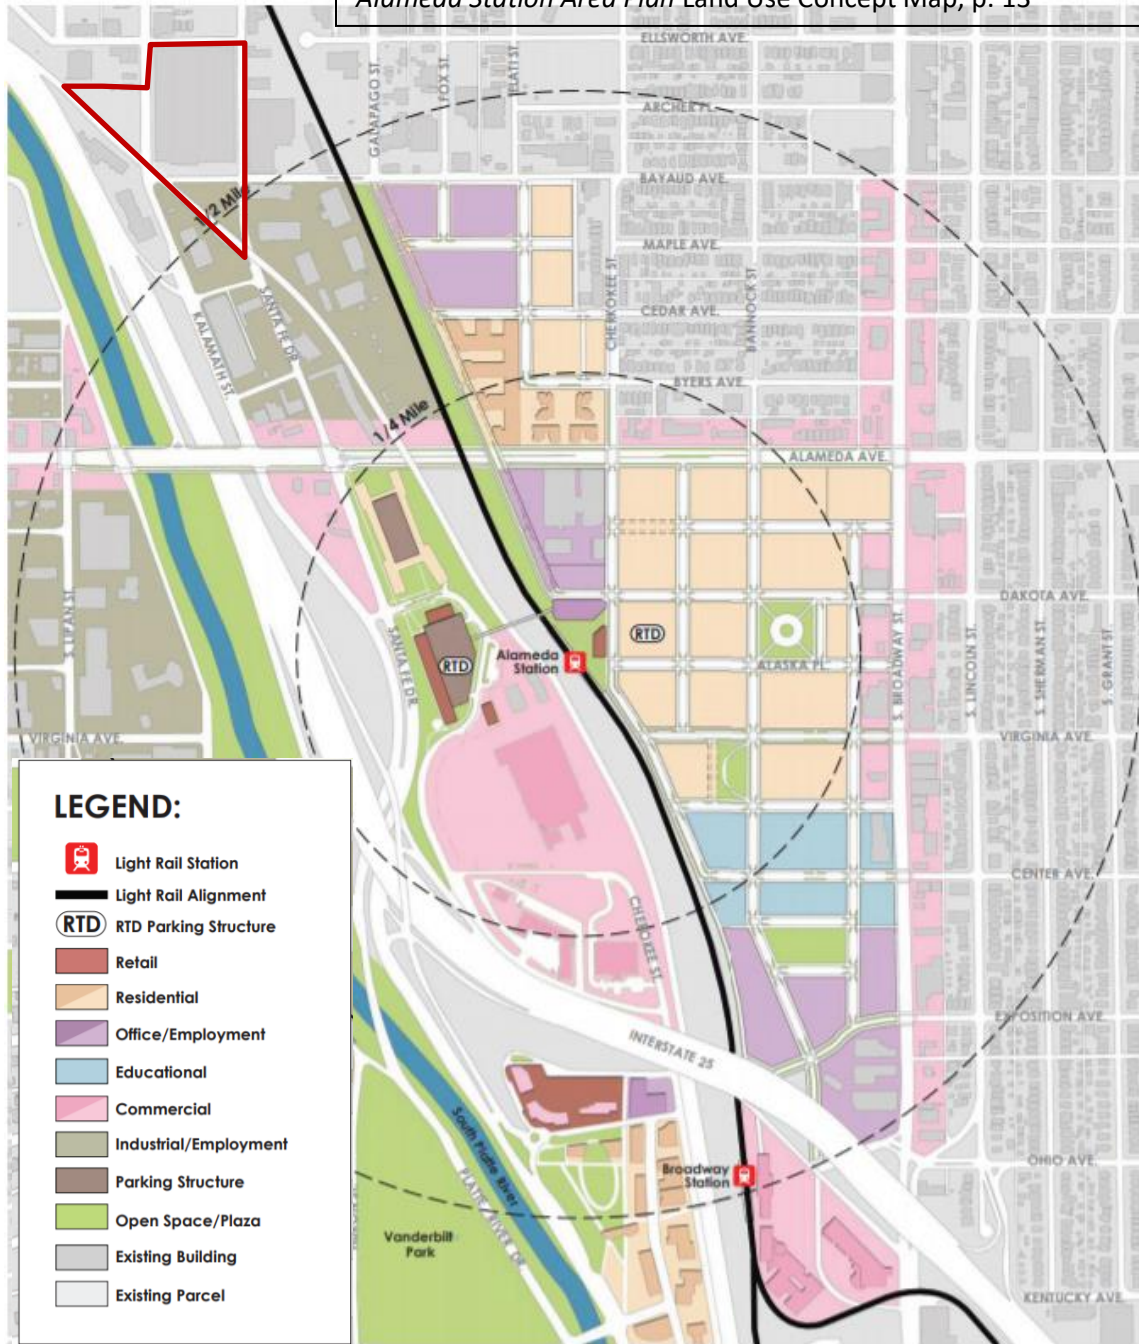 Alameda Station Area Plan Land Use Concept Map, p. 13
ELLSWORTH AVE.
GALAPAGO ST.
FOX ST.
ELATI ST.
ARCHER PL.
BAYAUD AVE.
1/2 Mile
MAPLE AVE.
CHEROKEE ST.
BANNOCK ST
CEDAR AVE.
SANTA FE DR.
KALAMATH ST.
BYERS AVE.
1/4 Mile
ALAMEDA AVE.
S. LIPAN ST.
DAKOTA AVE.
RTD
SANTA FE DR.
RTD
Alameda
Station
ALASKA PL.
S. BROADWAY ST.
S. LINCOLN ST.
S. SHERMAN ST.
S. GRANT ST.
VIRGINIA AVE.
VIRGINIA AVE.
LEGEND:
Light Rail Station
Light Rail Alignment
RTD RTD Parking Structure
Retail
Residential
Office/Employment
Educational
Commercial
Industrial/Employment
Parking Structure
Open Space/Plaza
Existing Building
Existing Parcel
CENTER AVE.
CHEROKEE ST.
EXPOSITION AVE.
INTERSTATE 25
South Platte River
PLATTE RIVER DR.
Broadway
Station
OHIO AVE.
Vanderbilt
Park
KENTUCKY AVE.